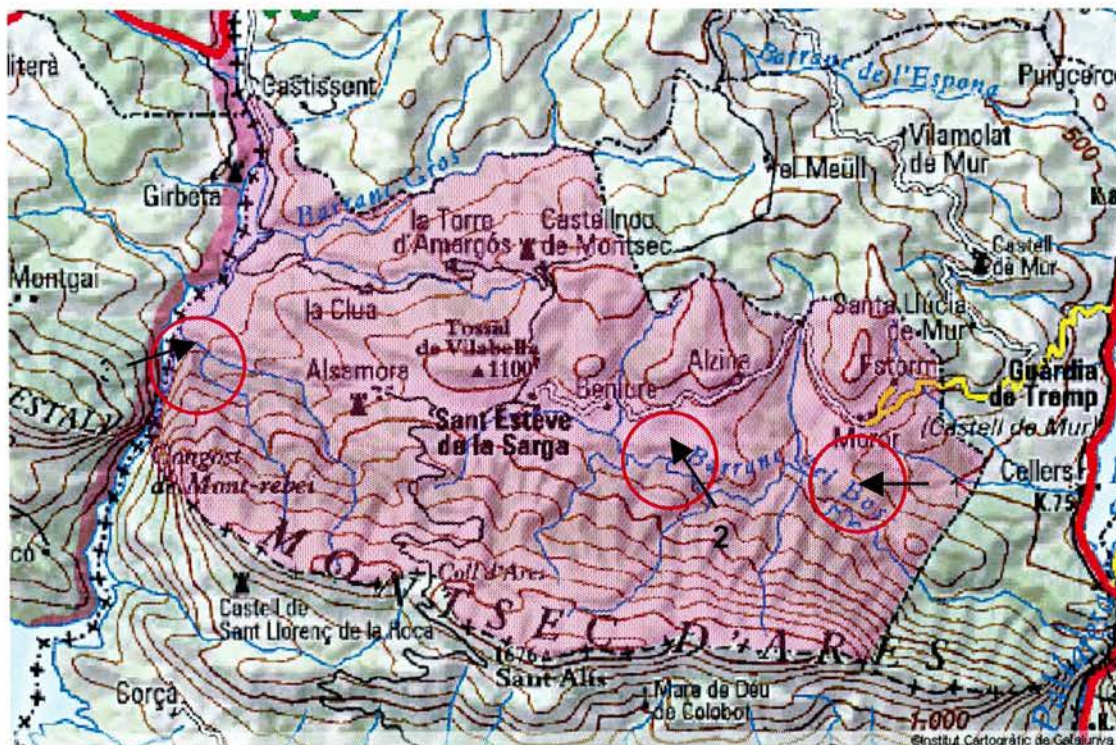 literà
Castissent
Barranc de l'Espona
Puigcerc
Vilamolat
de Mur
500
el Meüll
Girbeta
Barranc Gros
la Torre
d'Amargós
Castellnou
de Montsec
Castell
de Mur
Montgai
la Clua
Santa Llúcia
de Mur
Tossal
de Vilabella
1100
Alsamora
75
Alzina
Estorm
Guàrdia
de Tremp
(Castell de Mur)
Beniure
Sant Esteve
de la Sarga
ESTALL
Moror
Congost
de Mont-rebei
Barranc
Bos
Cellers
K.75
2
MONTSEC D'ARES
Coll d'Ares
Castell de
Sant Llorenç de la Roca
1676
Sant Alís
Corçà
Mare de Déu
de Colobor
1.000
©Institut Cartogràfic de Catalunya